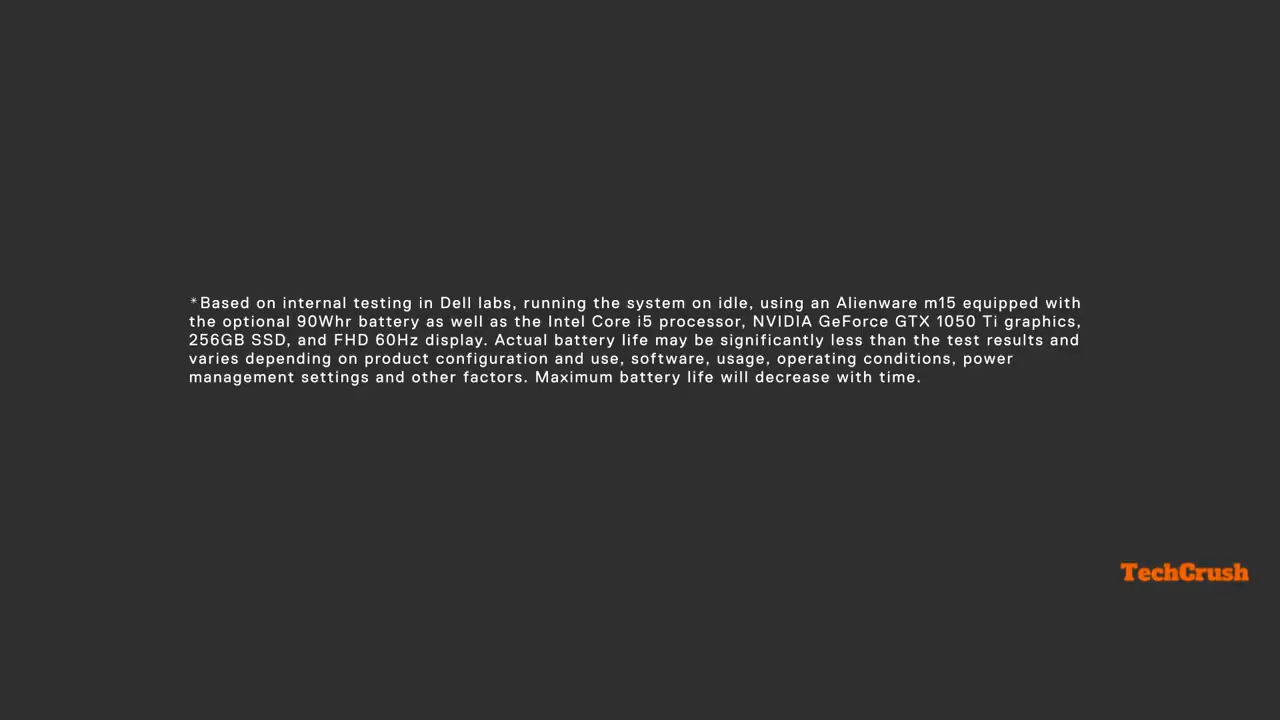 *Based on internal testing in Dell labs, running the system on idle, using an Alienware m15 equipped with
the optional 90Whr battery as well as the Intel Core i5 processor, NVIDIA GeForce GTX 1050 Ti graphics,
256GB SSD, and FHD 60Hz display. Actual battery life may be significantly less than the test results and
varies depending on product configuration and use, software, usage, operating conditions, power
management settings and other factors. Maximum battery life will decrease with time.
TechCrush